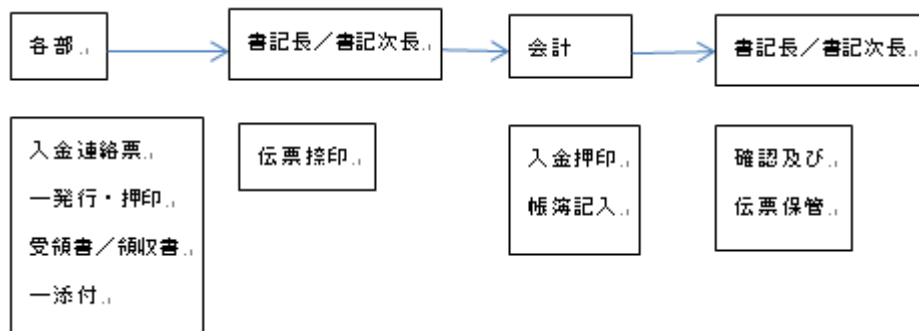 各部
書記長／書記次長
会計
書記長／書記次長
入金連絡票
―発行・押印
受領書／領収書
―添付
伝票捺印
入金押印
帳簿記入
確認及び
伝票保管